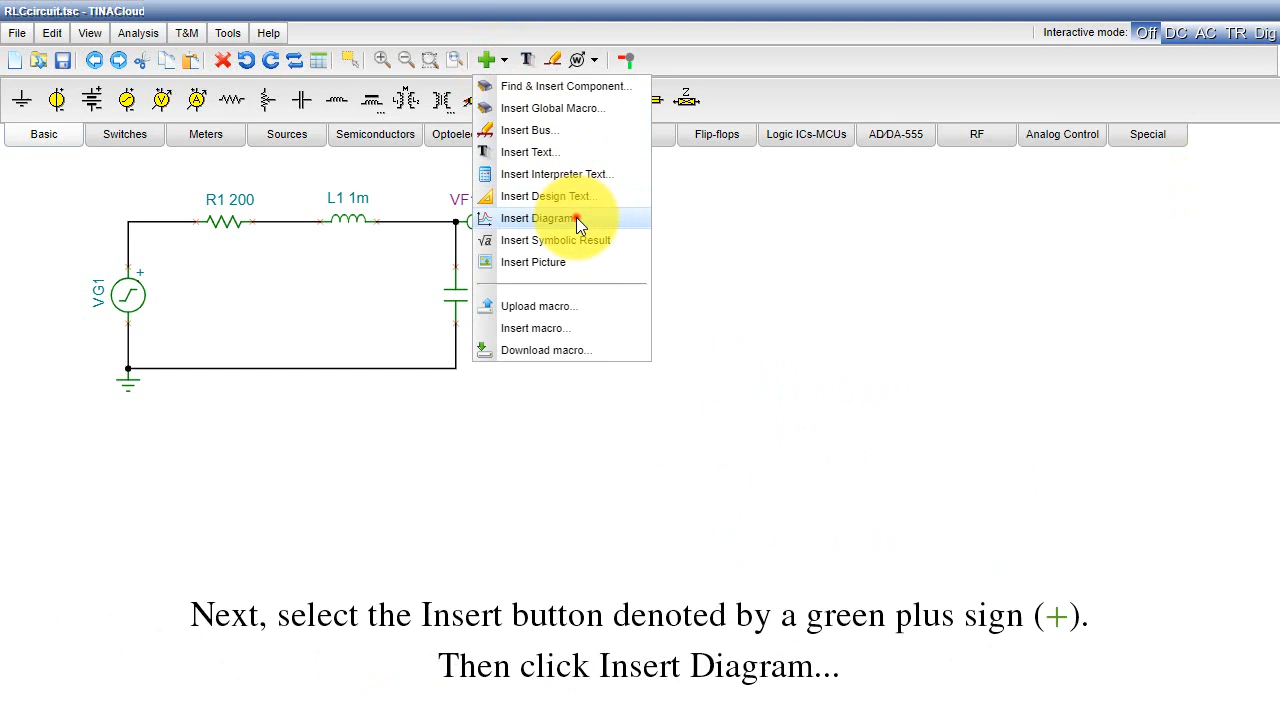 RLCcircuit.tsc - TINACloud
File Edit View Analysis T&M Tools Help Interactive mode: Off DC AC TR Dig
Basic Switches Meters Sources Semiconductors Flip-flops Logic ICs-MCUs AD/DA-555 RF Analog Control Special
Find & Insert Component...
Insert Global Macro...
Insert Bus...
Insert Text...
Insert Interpreter Text...
Insert Design Text...
Insert Diagram
Insert Symbolic Result
Insert Picture
Upload macro...
Insert macro...
Download macro...
R1 200
L1 1m
VG1
+
Next, select the Insert button denoted by a green plus sign (+).
Then click Insert Diagram...